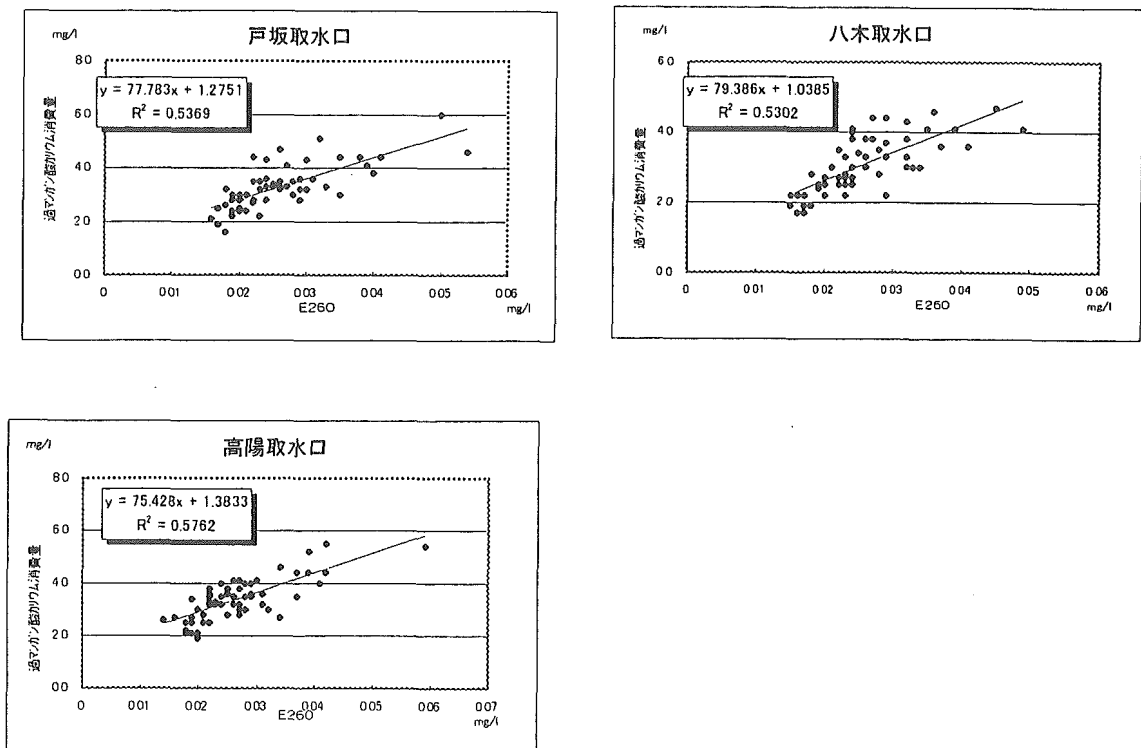 戸坂取水口
mg/l
過マンガン酸カリウム消費量
80
60
40
20
00
y = 77.783x + 1.2751
R² = 0.5369
0 001 002 003 004 005 006
E260
mg/l
八木取水口
mg/l
過マンガン酸カリウム消費量
60
40
20
00
y = 79.386x + 1.0385
R² = 0.5302
0 001 002 003 004 005 006
E260
mg/l
高陽取水口
mg/l
過マンガン酸カリウム消費量
80
60
40
20
00
y = 75.428x + 1.3833
R² = 0.5762
0 001 002 003 004 005 006 007
E260
mg/l